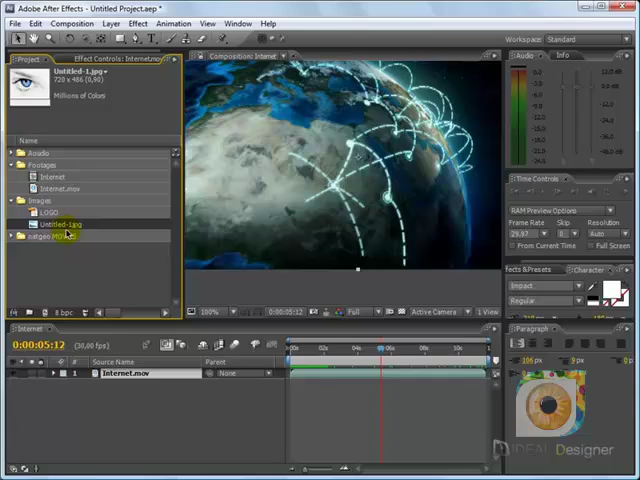 Adobe After Effects - Untitled Project.aep *
File Edit Composition Layer Effect Animation View Window Help
Workspace: Standard
Project Effect Controls: Internet.mov
Composition: Internet
Audio Info
Untitled-1.jpg
720 x 486 (0,90)
Millions of Colors
Name
Audio
Footages
Internet
Internet.mov
Images
LOGO
Untitled-1.jpg
8 bpc
100% Full Active Camera 1 View
Time Controls
RAM Preview Options
Frame Rate Skip Resolution
29,97 Auto
From Current Time Full Screen
Effects & Presets Character
Impact
Regular
Internet
0:00:05:12 (30,00 fps)
# Source Name Parent
1 Internet.mov None
Paragraph
IDEAL Designer